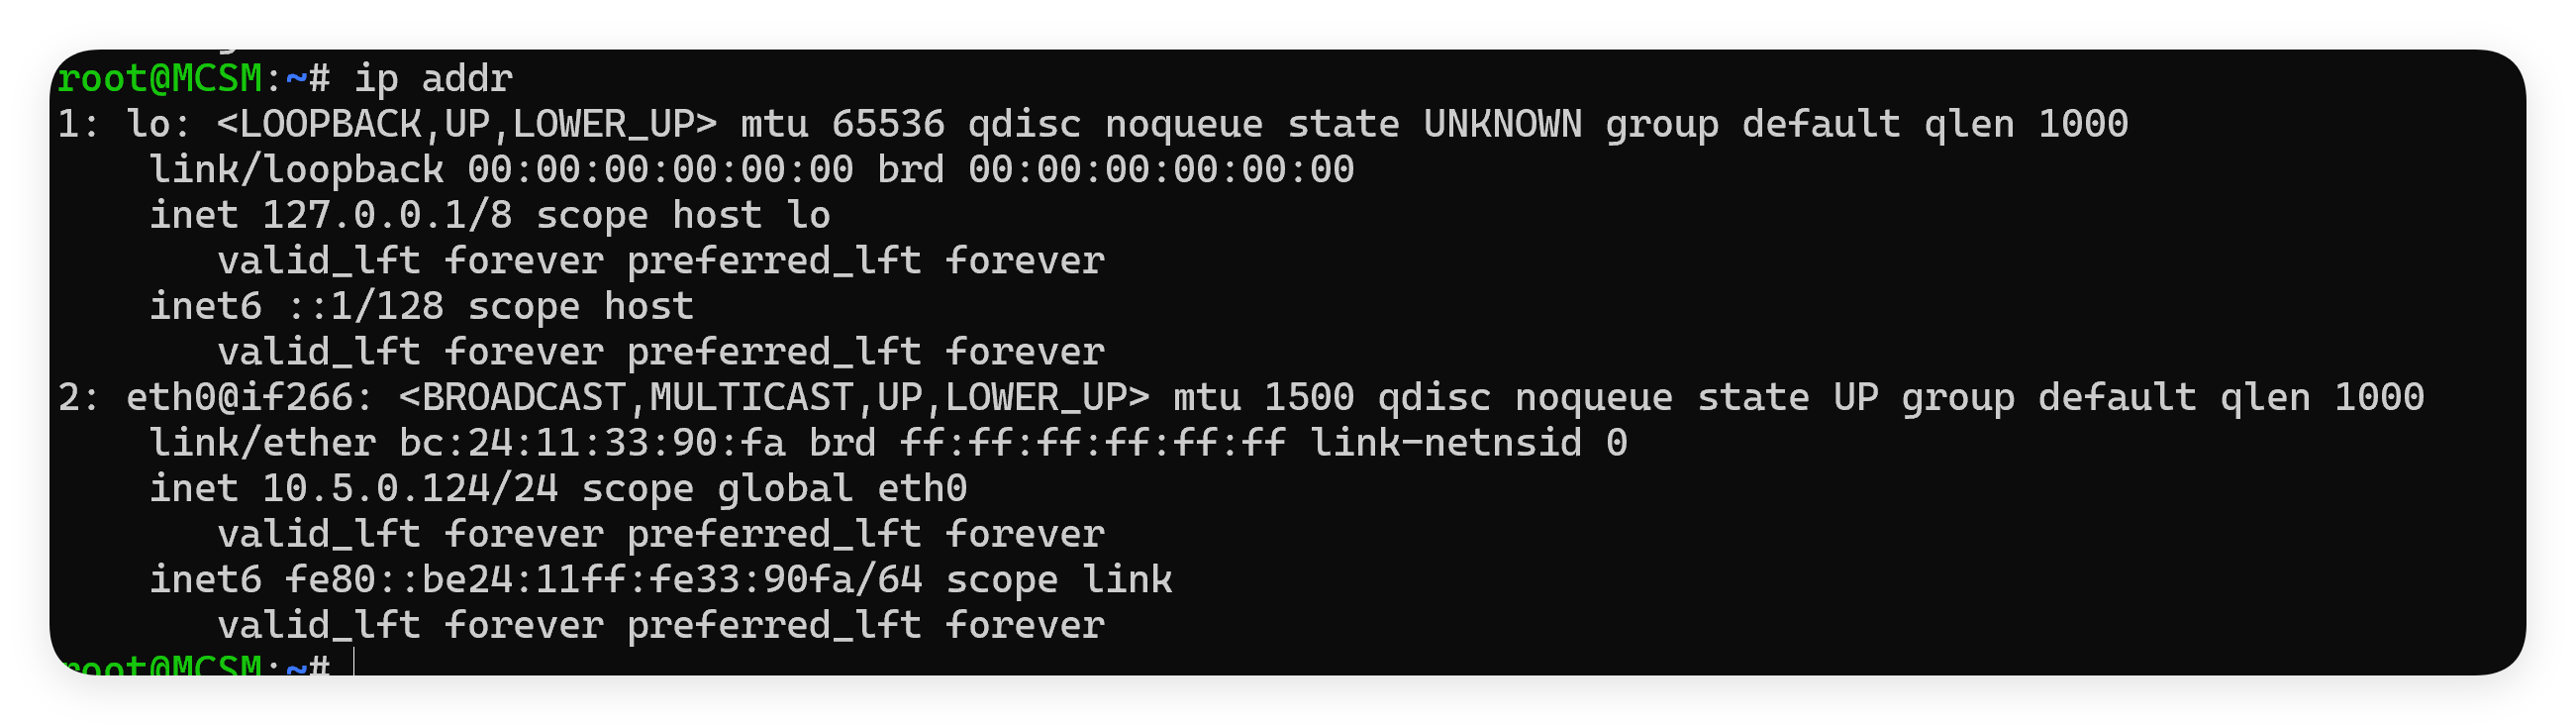 root@MCSM:~# ip addr
1: lo: <LOOPBACK,UP,LOWER_UP> mtu 65536 qdisc noqueue state UNKNOWN group default qlen 1000
    link/loopback 00:00:00:00:00:00 brd 00:00:00:00:00:00
    inet 127.0.0.1/8 scope host lo
       valid_lft forever preferred_lft forever
    inet6 ::1/128 scope host
       valid_lft forever preferred_lft forever
2: eth0@if266: <BROADCAST,MULTICAST,UP,LOWER_UP> mtu 1500 qdisc noqueue state UP group default qlen 1000
    link/ether bc:24:11:33:90:fa brd ff:ff:ff:ff:ff:ff link-netnsid 0
    inet 10.5.0.124/24 scope global eth0
       valid_lft forever preferred_lft forever
    inet6 fe80::be24:11ff:fe33:90fa/64 scope link
       valid_lft forever preferred_lft forever
root@MCSM:~#